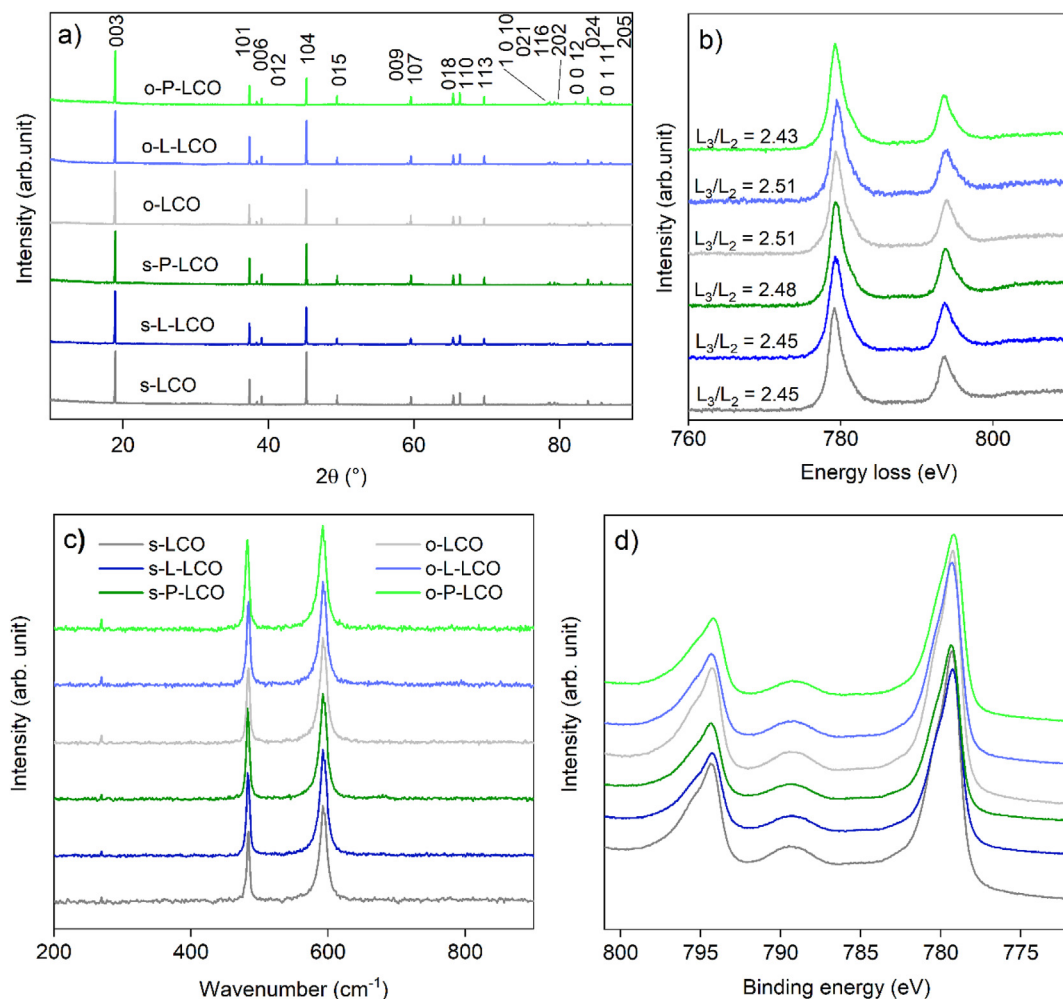 a)
003
101
006
012
104
015
009
107
018
110
113
1 0 10
021
116
202
0 0 12
024
0 1 11
205
o-P-LCO
o-L-LCO
o-LCO
s-P-LCO
s-L-LCO
s-LCO
Intensity (arb.unit)
20
40
60
80
2θ (°)
b)
L3/L2 = 2.43
L3/L2 = 2.51
L3/L2 = 2.51
L3/L2 = 2.48
L3/L2 = 2.45
L3/L2 = 2.45
Intensity (arb.unit)
760
780
800
Energy loss (eV)
c)
s-LCO
o-LCO
s-L-LCO
o-L-LCO
s-P-LCO
o-P-LCO
Intensity (arb. unit)
200
400
600
800
Wavenumber (cm-1)
d)
Intensity (arb. unit)
800
795
790
785
780
775
Binding energy (eV)